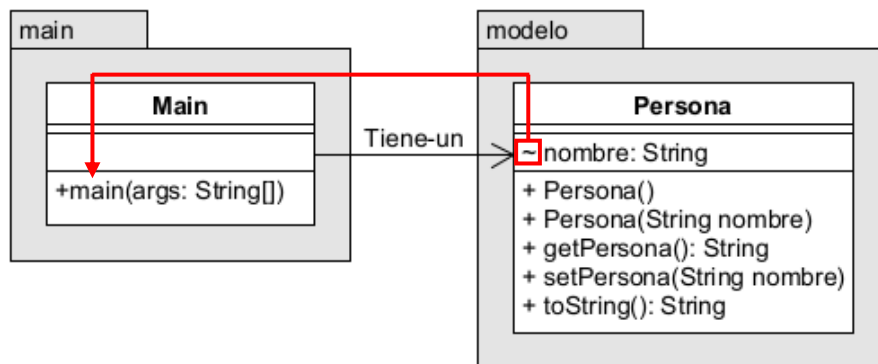 main
Main
+main(args: String[])
Tiene-un
modelo
Persona
~ nombre: String
+ Persona()
+ Persona(String nombre)
+ getPersona(): String
+ setPersona(String nombre)
+ toString(): String